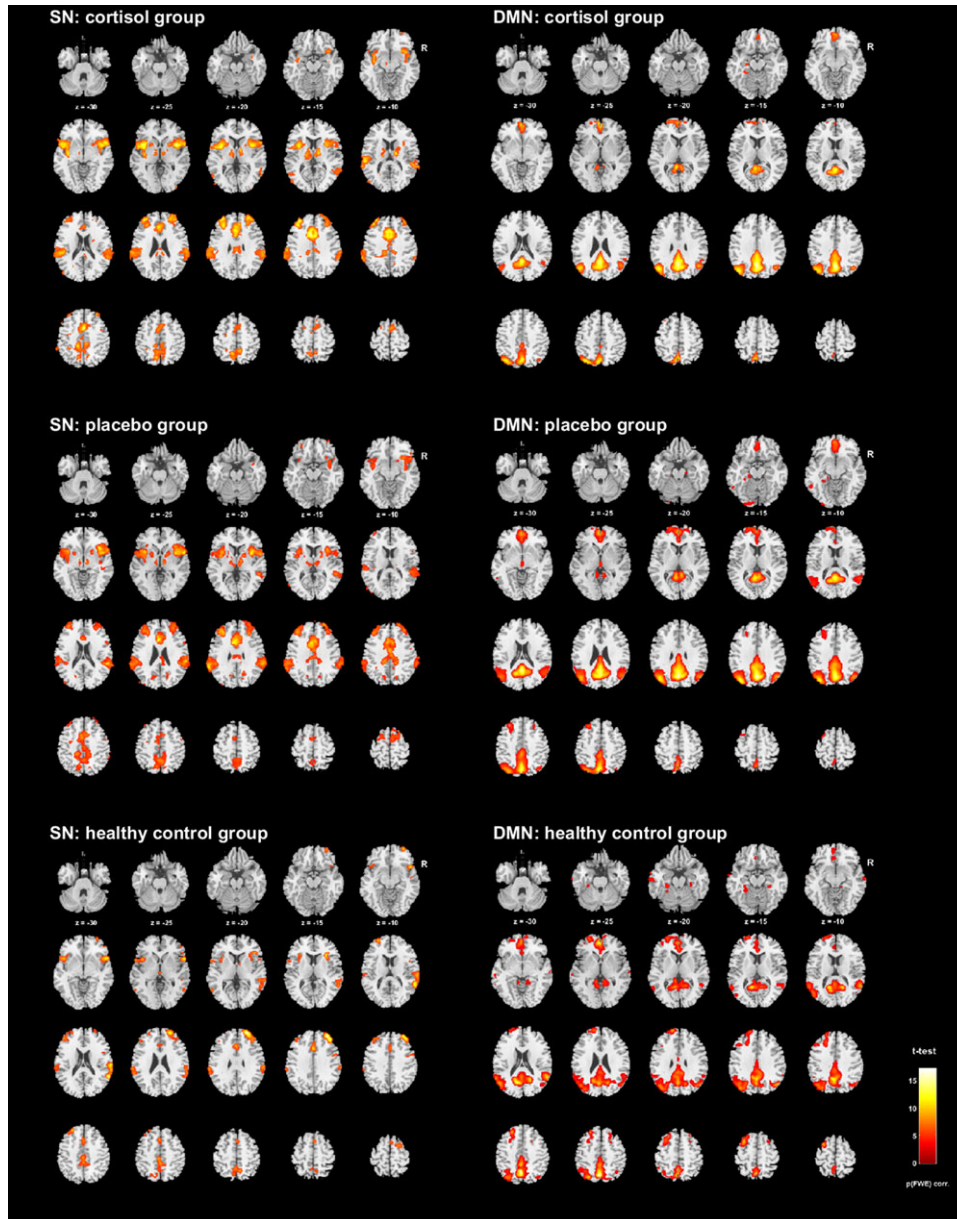 SN: cortisol group
DMN: cortisol group
L
L
R
R
z = -30 z = -25 z = -20 z = -15 z = -10
z = -30 z = -25 z = -20 z = -15 z = -10
SN: placebo group
DMN: placebo group
L
L
R
R
z = -30 z = -25 z = -20 z = -15 z = -10
z = -30 z = -25 z = -20 z = -15 z = -10
SN: healthy control group
DMN: healthy control group
L
L
R
R
z = -30 z = -25 z = -20 z = -15 z = -10
z = -30 z = -25 z = -20 z = -15 z = -10
t-test
15
10
5
0
p(FWE) corr.